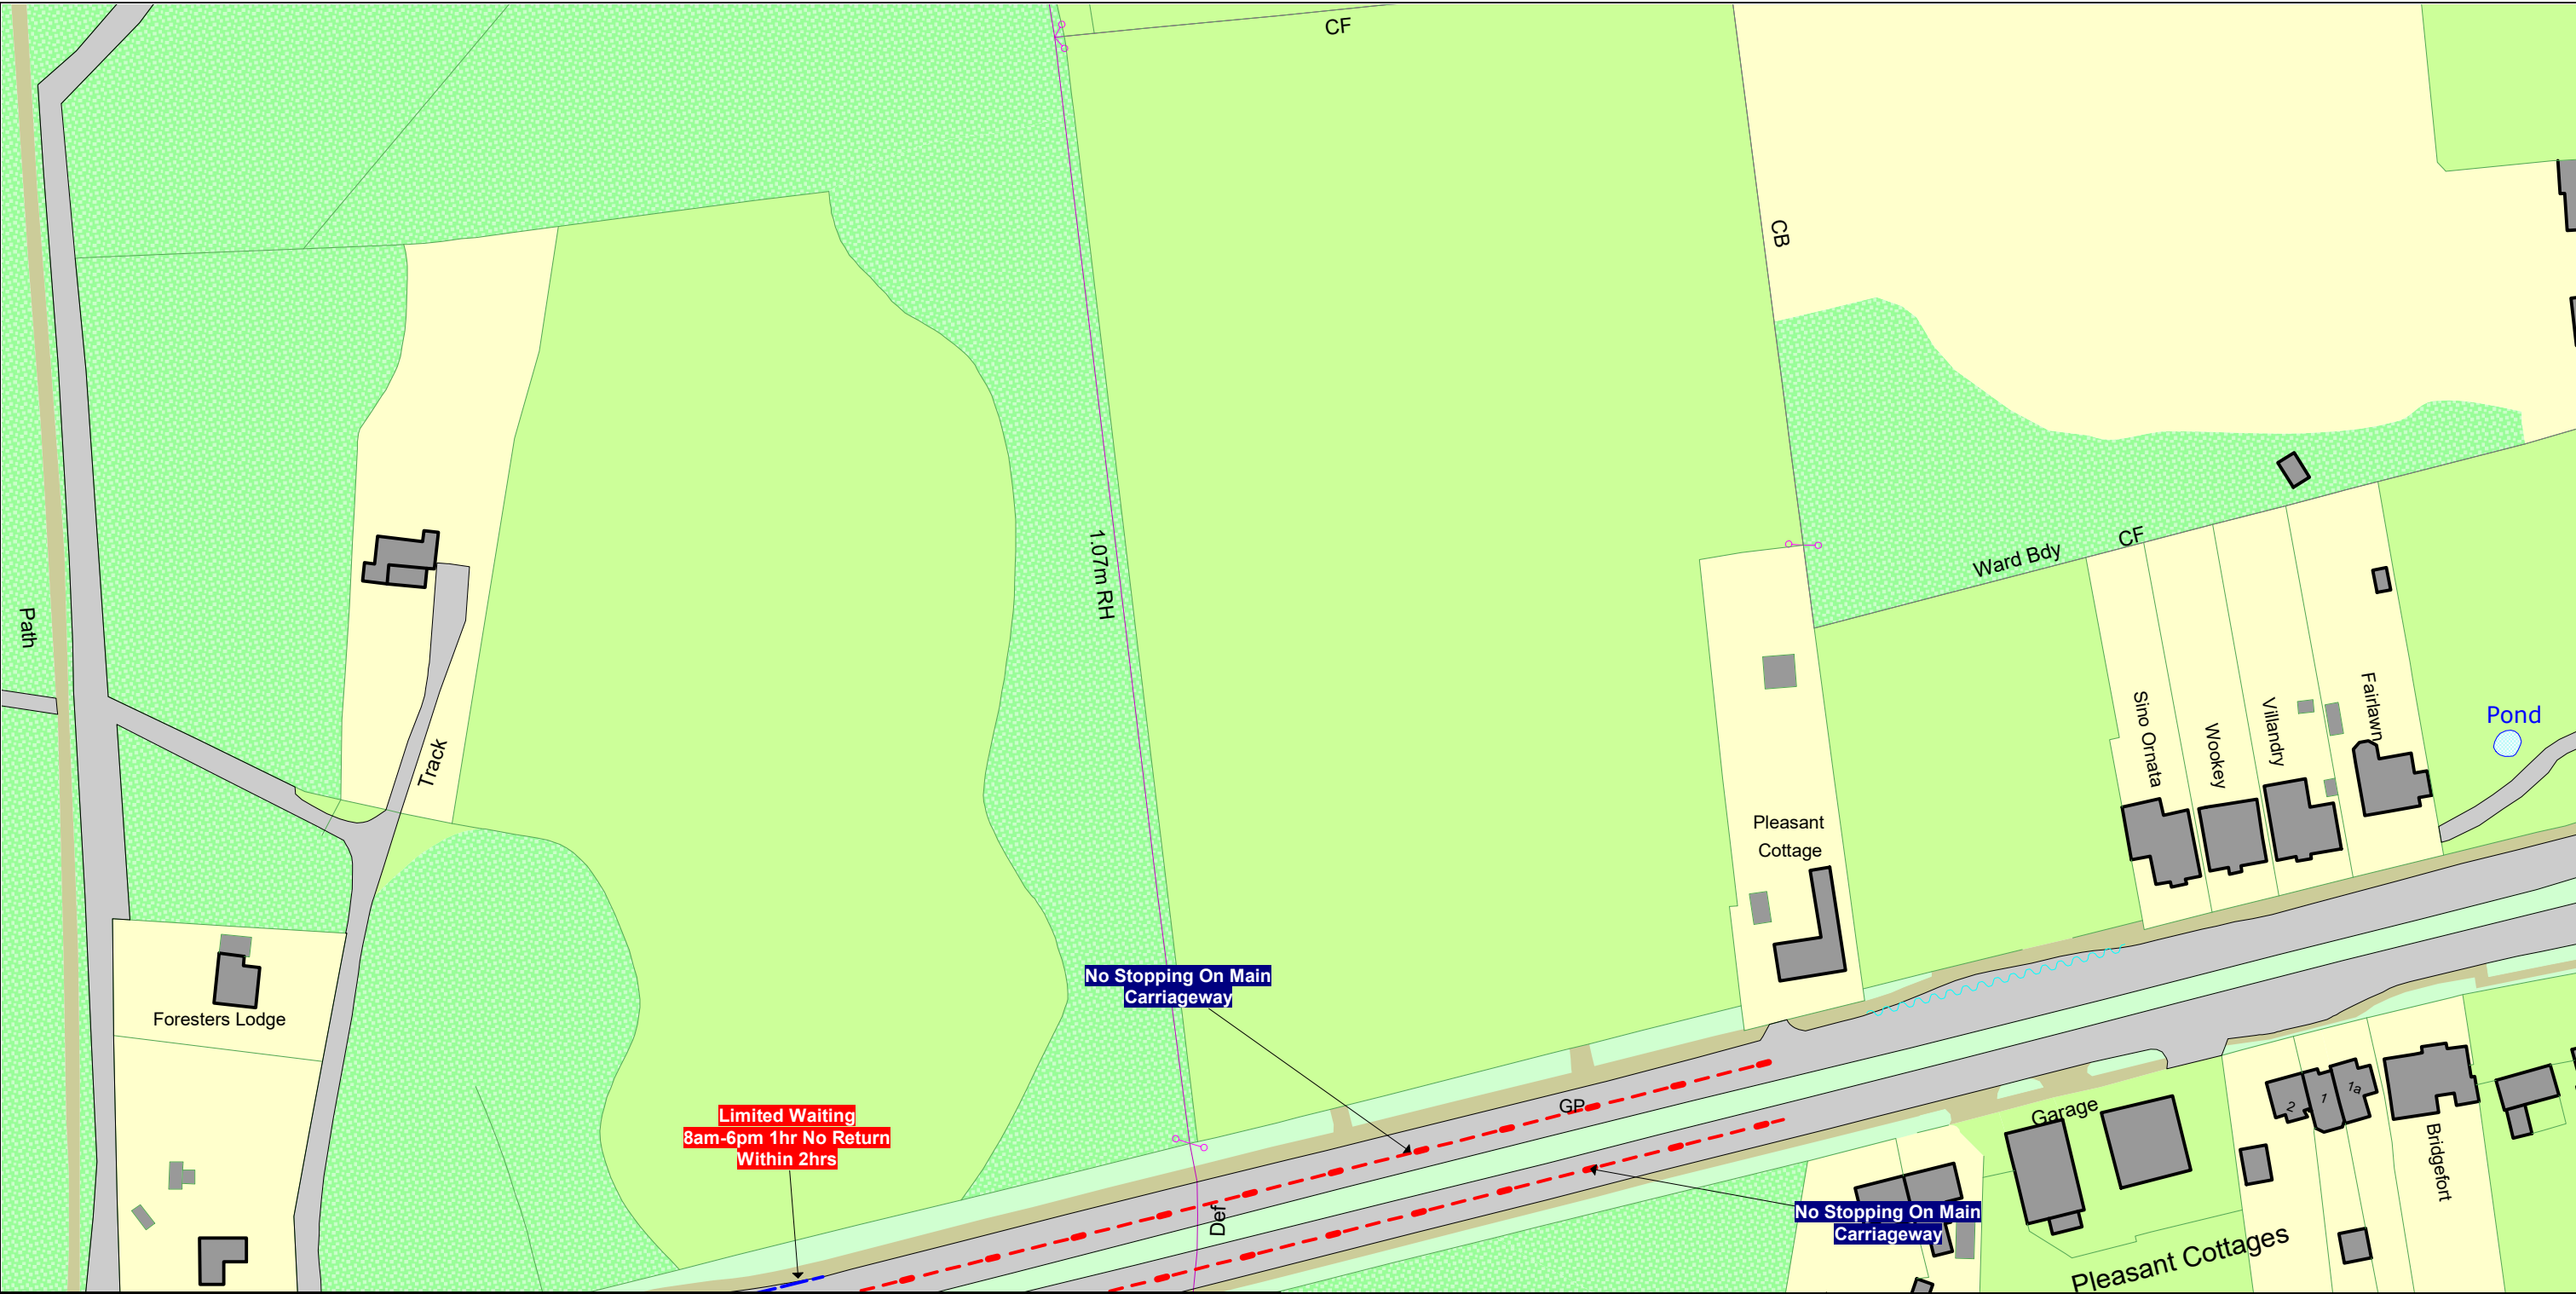 CF
CB
1.07m RH
Ward Bdy
CF
Path
Track
Sino Ornata
Wookey
Villandry
Fairlawn
Pond
Pleasant
Cottage
No Stopping On Main
Carriageway
Foresters Lodge
Limited Waiting
8am-6pm 1hr No Return
Within 2hrs
GP
Garage
2
1
1a
Bridgefort
Def
No Stopping On Main
Carriageway
Pleasant Cottages